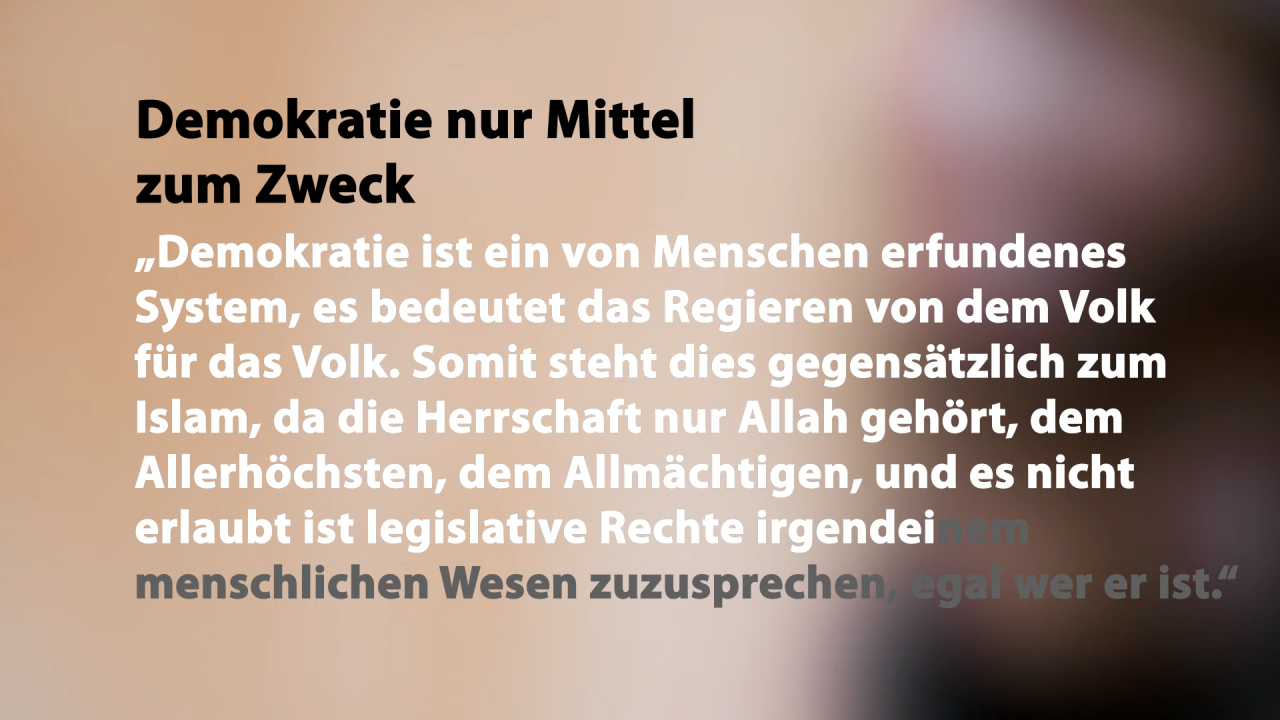 Demokratie nur Mittel
zum Zweck
„Demokratie ist ein von Menschen erfundenes
System, es bedeutet das Regieren von dem Volk
für das Volk. Somit steht dies gegensätzlich zum
Islam, da die Herrschaft nur Allah gehört, dem
Allerhöchsten, dem Allmächtigen, und es nicht
erlaubt ist legislative Rechte irgendeinem
menschlichen Wesen zuzusprechen, egal wer er ist.“